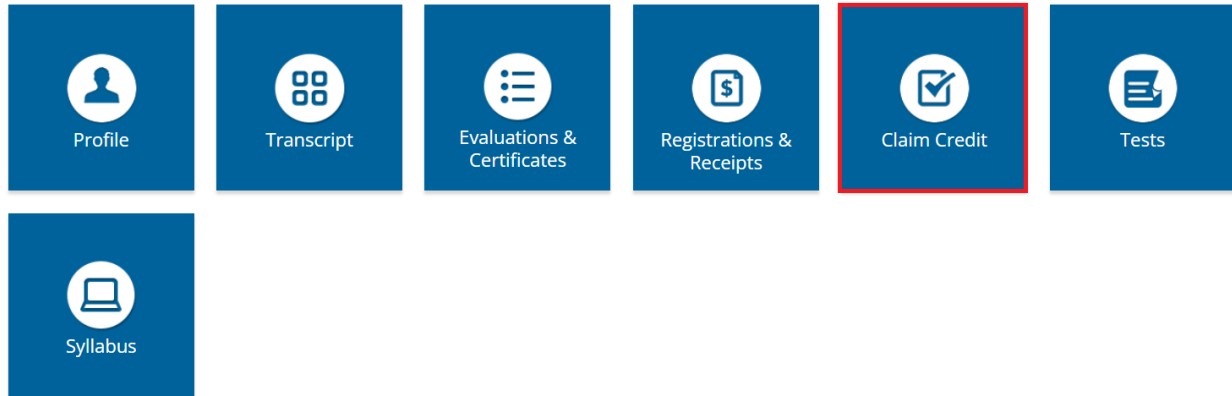 Profile
Transcript
Evaluations &
Certificates
Registrations &
Receipts
Claim Credit
Tests
Syllabus